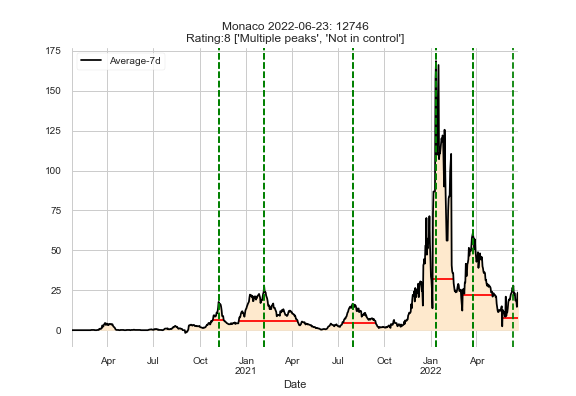 Monaco 2022-06-23: 12746
Rating:8 ['Multiple peaks', 'Not in control']
175
Average-7d
150
125
100
75
50
25
0
Apr Jul Oct Jan Apr Jul Oct Jan Apr
2021 2022
Date